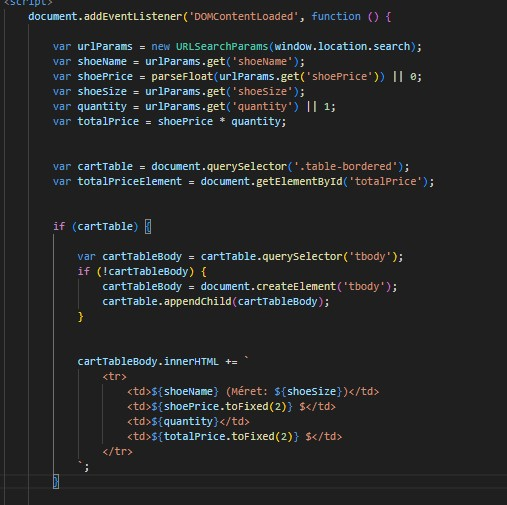 <script>
document.addEventListener('DOMContentLoaded', function () {
var urlParams = new URLSearchParams(window.location.search);
var shoeName = urlParams.get('shoeName');
var shoePrice = parseFloat(urlParams.get('shoePrice')) || 0;
var shoeSize = urlParams.get('shoeSize');
var quantity = urlParams.get('quantity') || 1;
var totalPrice = shoePrice * quantity;
var cartTable = document.querySelector('.table-bordered');
var totalPriceElement = document.getElementById('totalPrice');
if (cartTable) {
var cartTableBody = cartTable.querySelector('tbody');
if (!cartTableBody) {
cartTableBody = document.createElement('tbody');
cartTable.appendChild(cartTableBody);
}
cartTableBody.innerHTML += `
<tr>
<td>${shoeName} (Méret: ${shoeSize})</td>
<td>${shoePrice.toFixed(2)} $</td>
<td>${quantity}</td>
<td>${totalPrice.toFixed(2)} $</td>
</tr>
`;
}